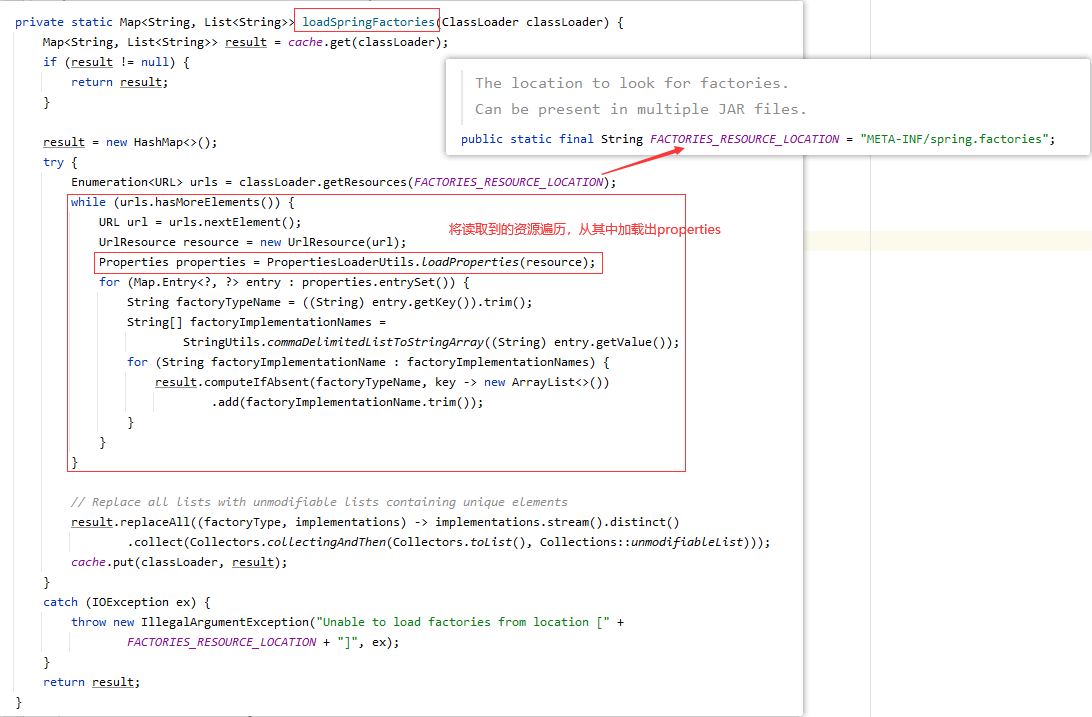 private static Map<String, List<String>> loadSpringFactories(ClassLoader classLoader) {
Map<String, List<String>> result = cache.get(classLoader);
if (result != null) {
return result;
}
The location to look for factories.
Can be present in multiple JAR files.
public static final String FACTORIES_RESOURCE_LOCATION = "META-INF/spring.factories";
result = new HashMap<>();
try {
Enumeration<URL> urls = classLoader.getResources(FACTORIES_RESOURCE_LOCATION);
while (urls.hasMoreElements()) {
URL url = urls.nextElement();
将读取到的资源遍历，从其中加载出properties
UrlResource resource = new UrlResource(url);
Properties properties = PropertiesLoaderUtils.loadProperties(resource);
for (Map.Entry<?, ?> entry : properties.entrySet()) {
String factoryTypeName = ((String) entry.getKey()).trim();
String[] factoryImplementationNames =
StringUtils.commaDelimitedListToStringArray((String) entry.getValue());
for (String factoryImplementationName : factoryImplementationNames) {
result.computeIfAbsent(factoryTypeName, key -> new ArrayList<>())
.add(factoryImplementationName.trim());
}
}
}
// Replace all lists with unmodifiable lists containing unique elements
result.replaceAll((factoryType, implementations) -> implementations.stream().distinct()
.collect(Collectors.collectingAndThen(Collectors.toList(), Collections::unmodifiableList)));
cache.put(classLoader, result);
}
catch (IOException ex) {
throw new IllegalArgumentException("Unable to load factories from location [" +
FACTORIES_RESOURCE_LOCATION + "]", ex);
}
return result;
}